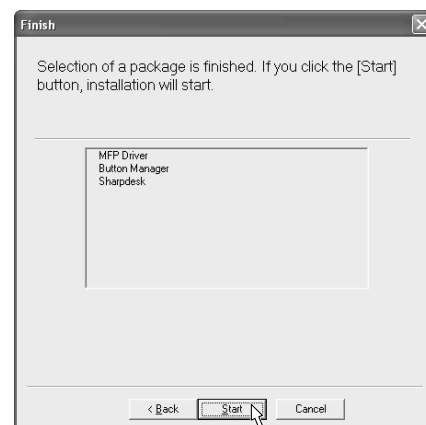 Finish
Selection of a package is finished. If you click the [Start]
button, installation will start.
MFP Driver
Button Manager
Sharpdesk
< Back
Start
Cancel